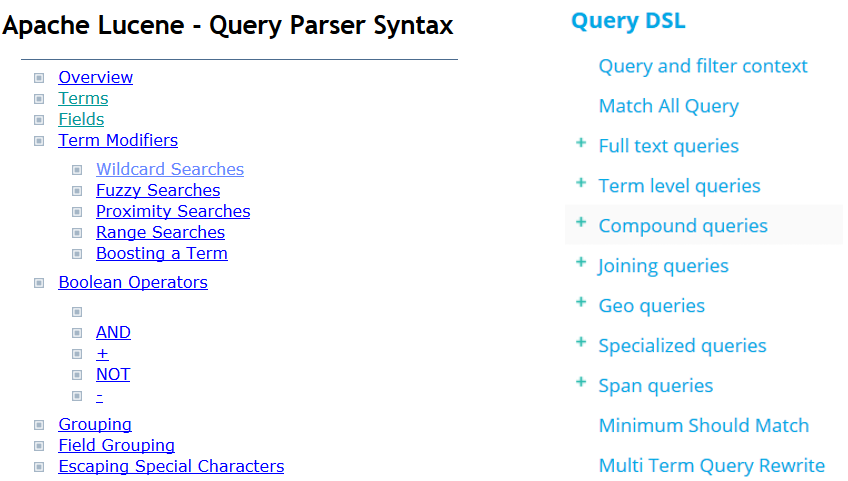 Apache Lucene - Query Parser Syntax
Overview
Terms
Fields
Term Modifiers
Wildcard Searches
Fuzzy Searches
Proximity Searches
Range Searches
Boosting a Term
Boolean Operators
AND
+
NOT
-
Grouping
Field Grouping
Escaping Special Characters
Query DSL
Query and filter context
Match All Query
+ Full text queries
+ Term level queries
+ Compound queries
+ Joining queries
+ Geo queries
+ Specialized queries
+ Span queries
Minimum Should Match
Multi Term Query Rewrite